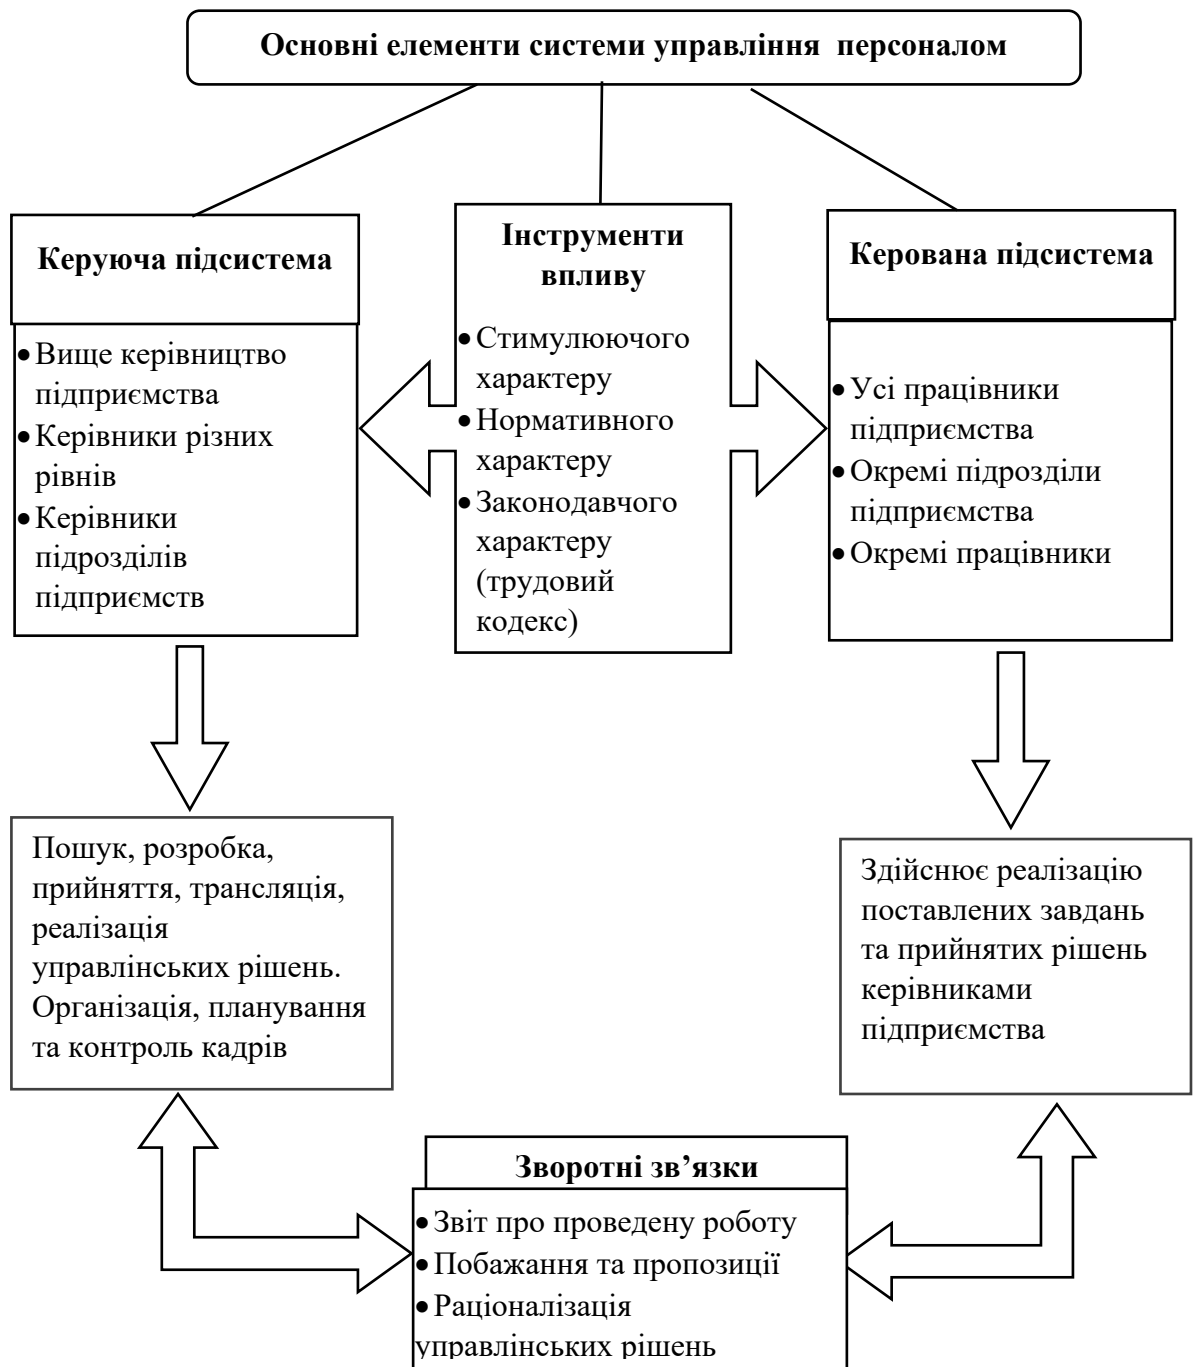 Основні елементи системи управління персоналом
Керуюча підсистема
• Вище керівництво
підприємства
• Керівники різних
рівнів
• Керівники
підрозділів
підприємств
Інструменти
впливу
• Стимулюючого
характеру
• Нормативного
характеру
• Законодавчого
характеру
(трудовий
кодекс)
Керована підсистема
• Усі працівники
підприємства
• Окремі підрозділи
підприємства
• Окремі працівники
Пошук, розробка,
прийняття, трансляція,
реалізація
управлінських рішень.
Організація, планування
та контроль кадрів
Здійснює реалізацію
поставлених завдань
та прийнятих рішень
керівниками
підприємства
Зворотні зв’язки
• Звіт про проведену роботу
• Побажання та пропозиції
• Раціоналізація
управлінських рішень